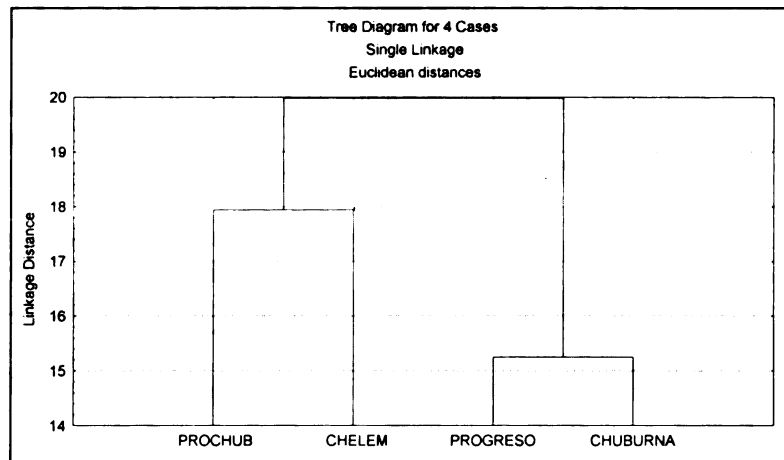 Tree Diagram for 4 Cases
Single Linkage
Euclidean distances
Linkage Distance
20
19
18
17
16
15
14
PROCHUB CHELEM PROGRESO CHUBURNA